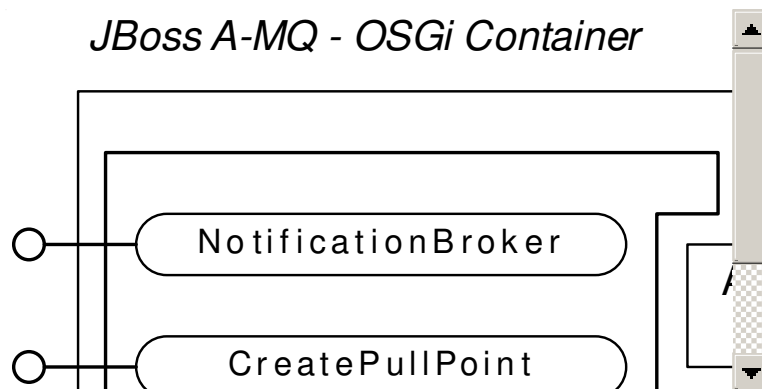 JBoss A-MQ - OSGi Container
NotificationBroker
CreatePullPoint